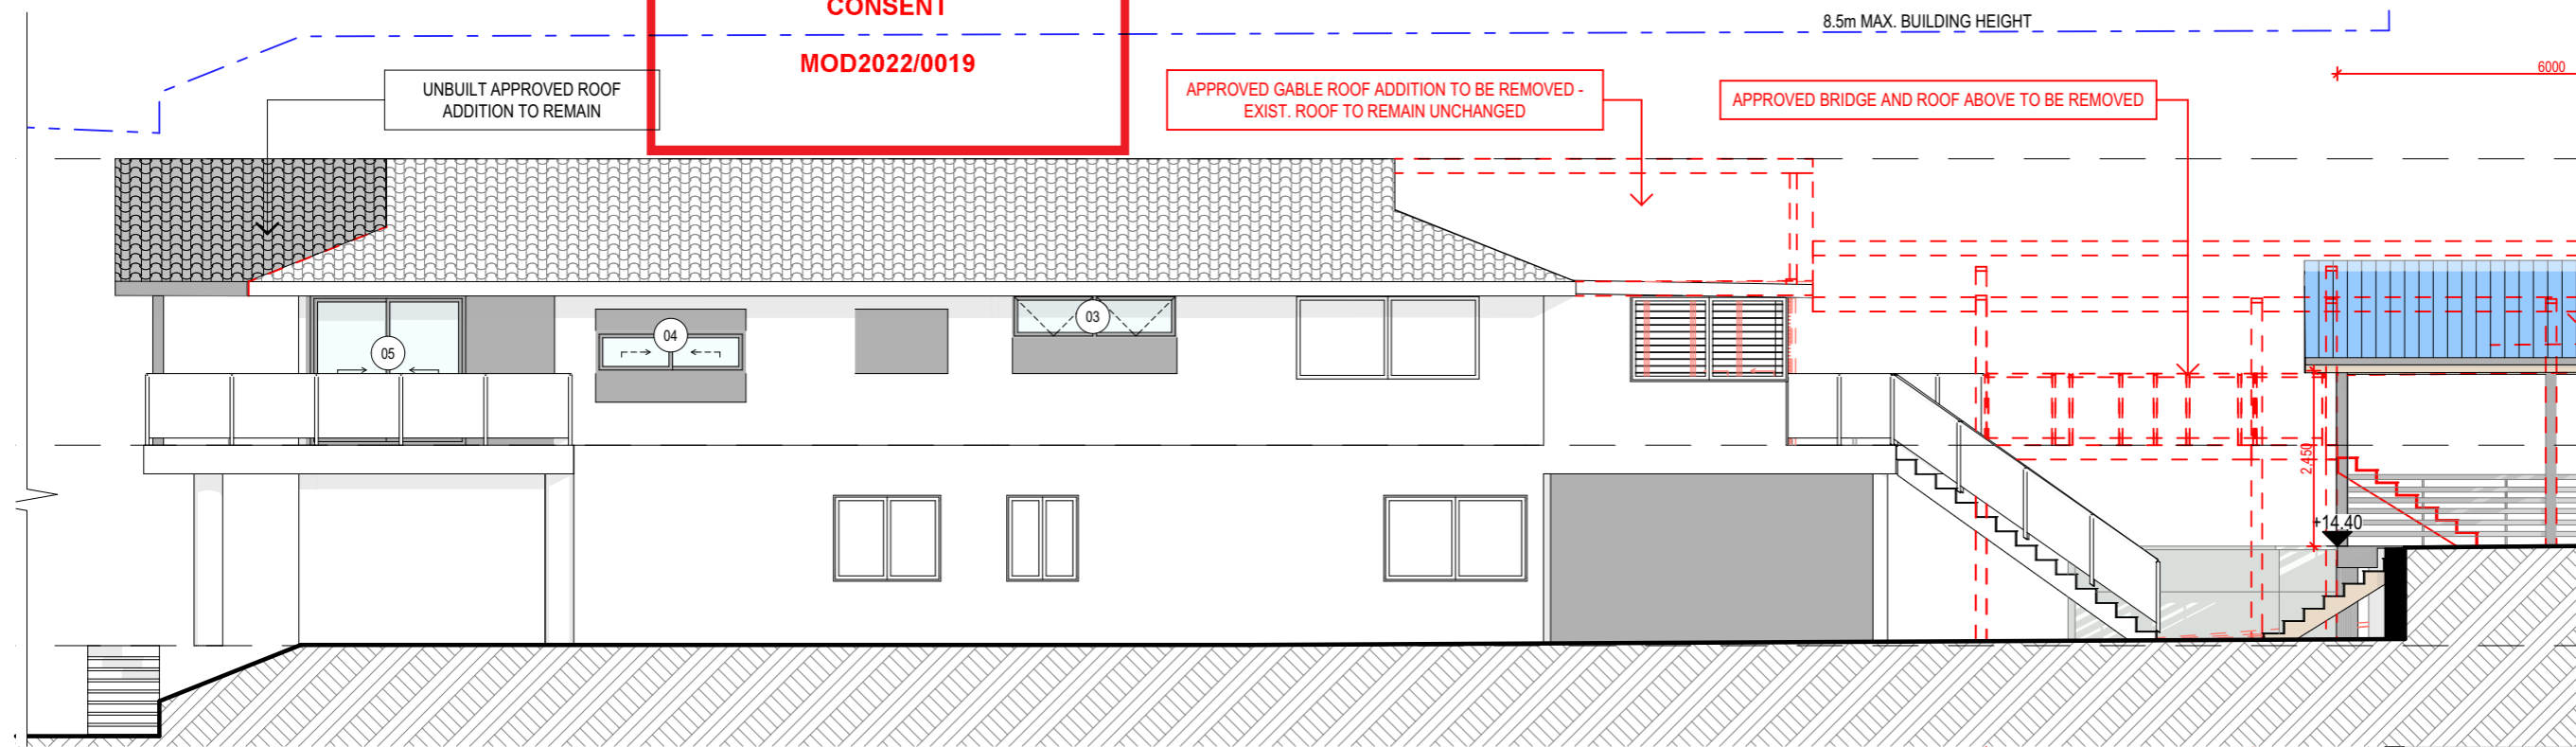 CONSENT
MOD2022/0019
8.5m MAX. BUILDING HEIGHT
6000
UNBUILT APPROVED ROOF
ADDITION TO REMAIN
APPROVED GABLE ROOF ADDITION TO BE REMOVED -
EXIST. ROOF TO REMAIN UNCHANGED
APPROVED BRIDGE AND ROOF ABOVE TO BE REMOVED
05
04
03
2,450
+14.40